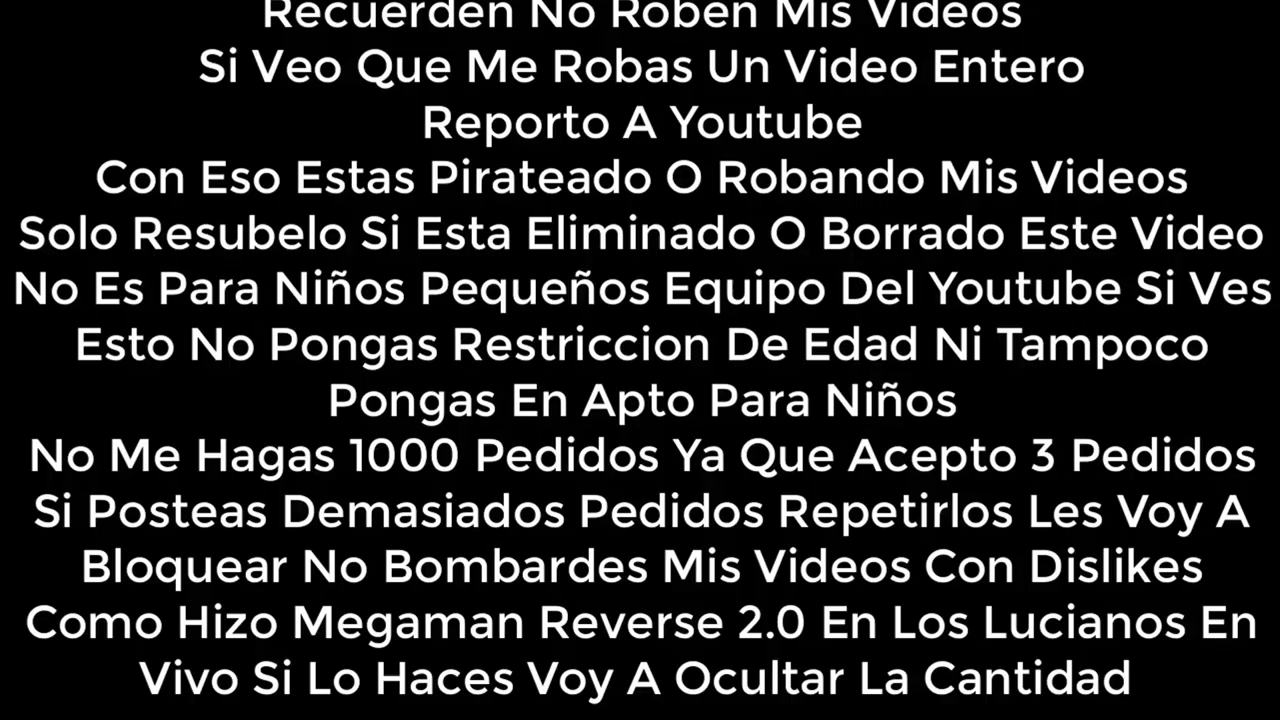 Recuerden No Roben Mis Videos
Si Veo Que Me Robas Un Video Entero
Reporto A Youtube
Con Eso Estas Pirateado O Robando Mis Videos
Solo Resubelo Si Esta Eliminado O Borrado Este Video
No Es Para Niños Pequeños Equipo Del Youtube Si Ves
Esto No Pongas Restriccion De Edad Ni Tampoco
Pongas En Apto Para Niños
No Me Hagas 1000 Pedidos Ya Que Acepto 3 Pedidos
Si Posteas Demasiados Pedidos Repetirlos Les Voy A
Bloquear No Bombardes Mis Videos Con Dislikes
Como Hizo Megaman Reverse 2.0 En Los Lucianos En
Vivo Si Lo Haces Voy A Ocultar La Cantidad